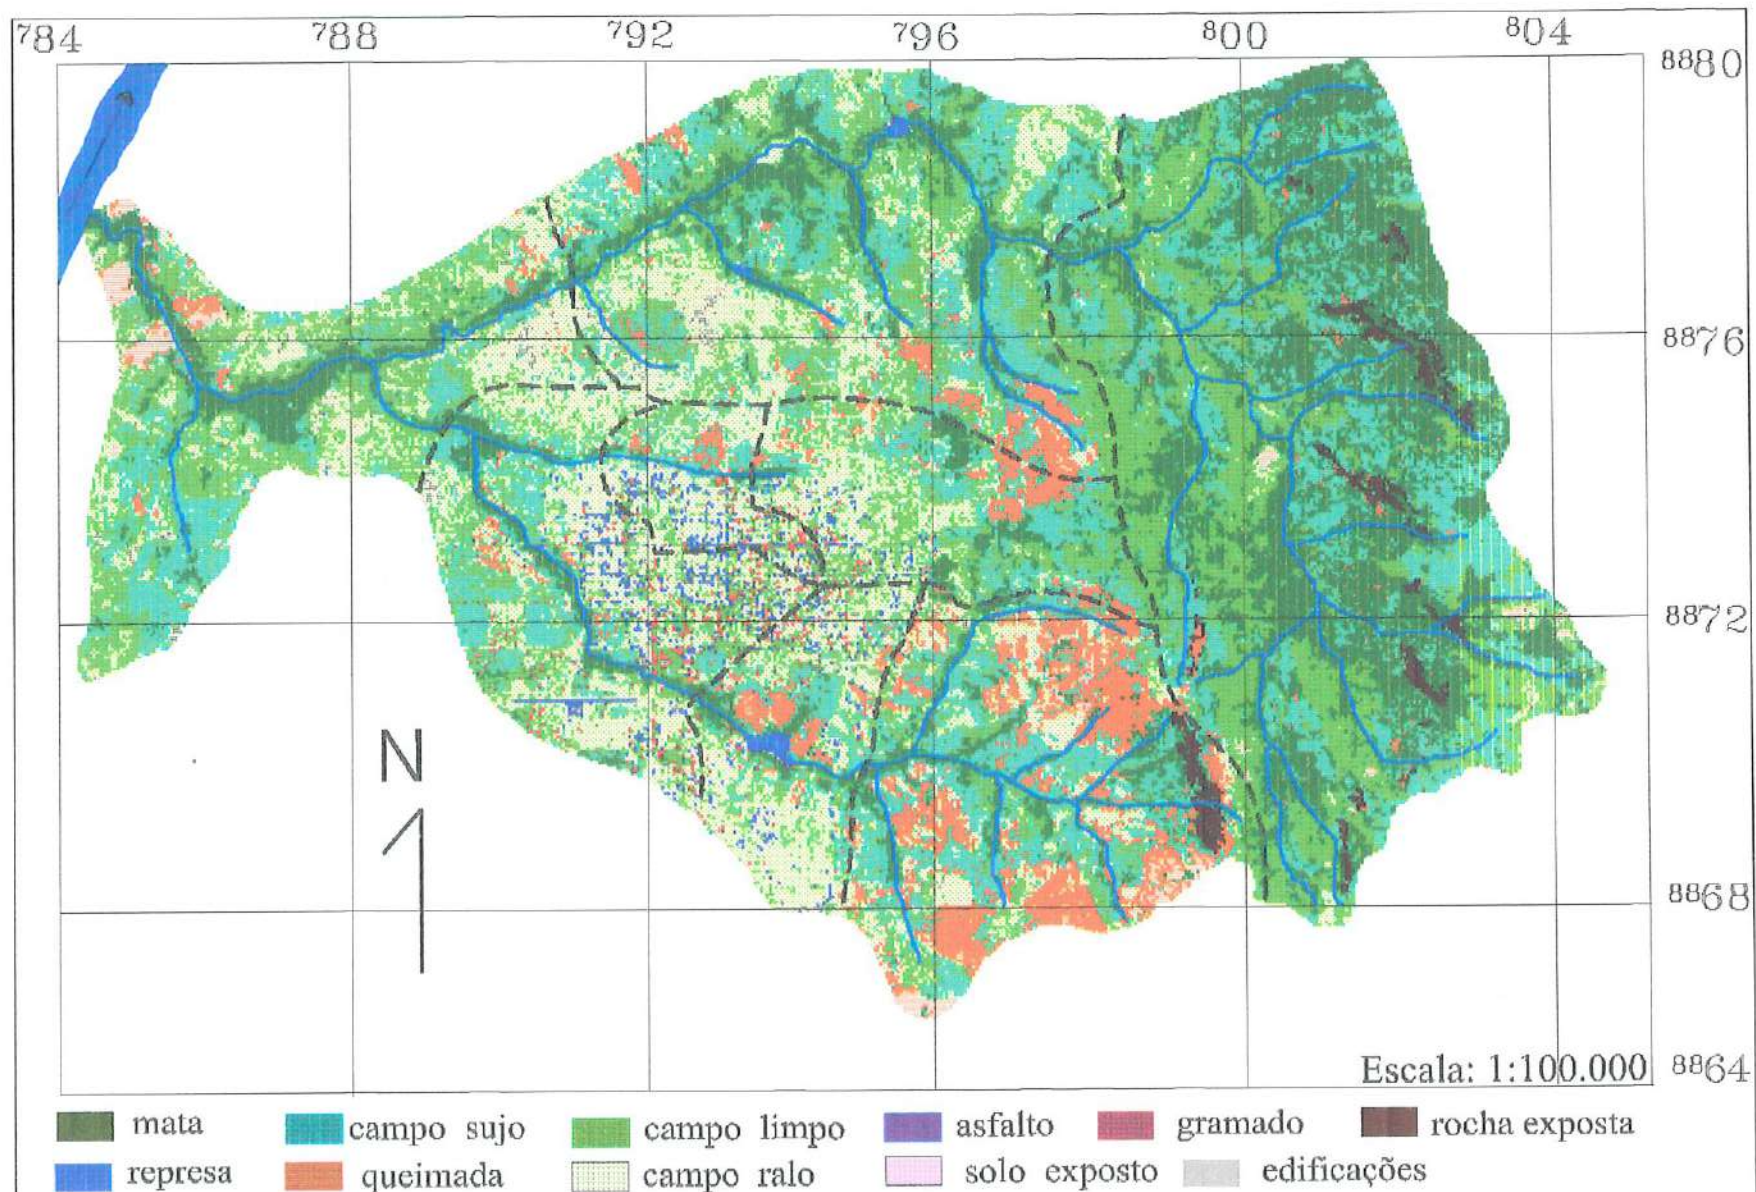 784 788 792 796 800 804
8880
8876
8872
N
8868
Escala: 1:100.000
8864
mata campo sujo campo limpo asfalto gramado rocha exposta
represa queimada campo ralo solo exposto edificações